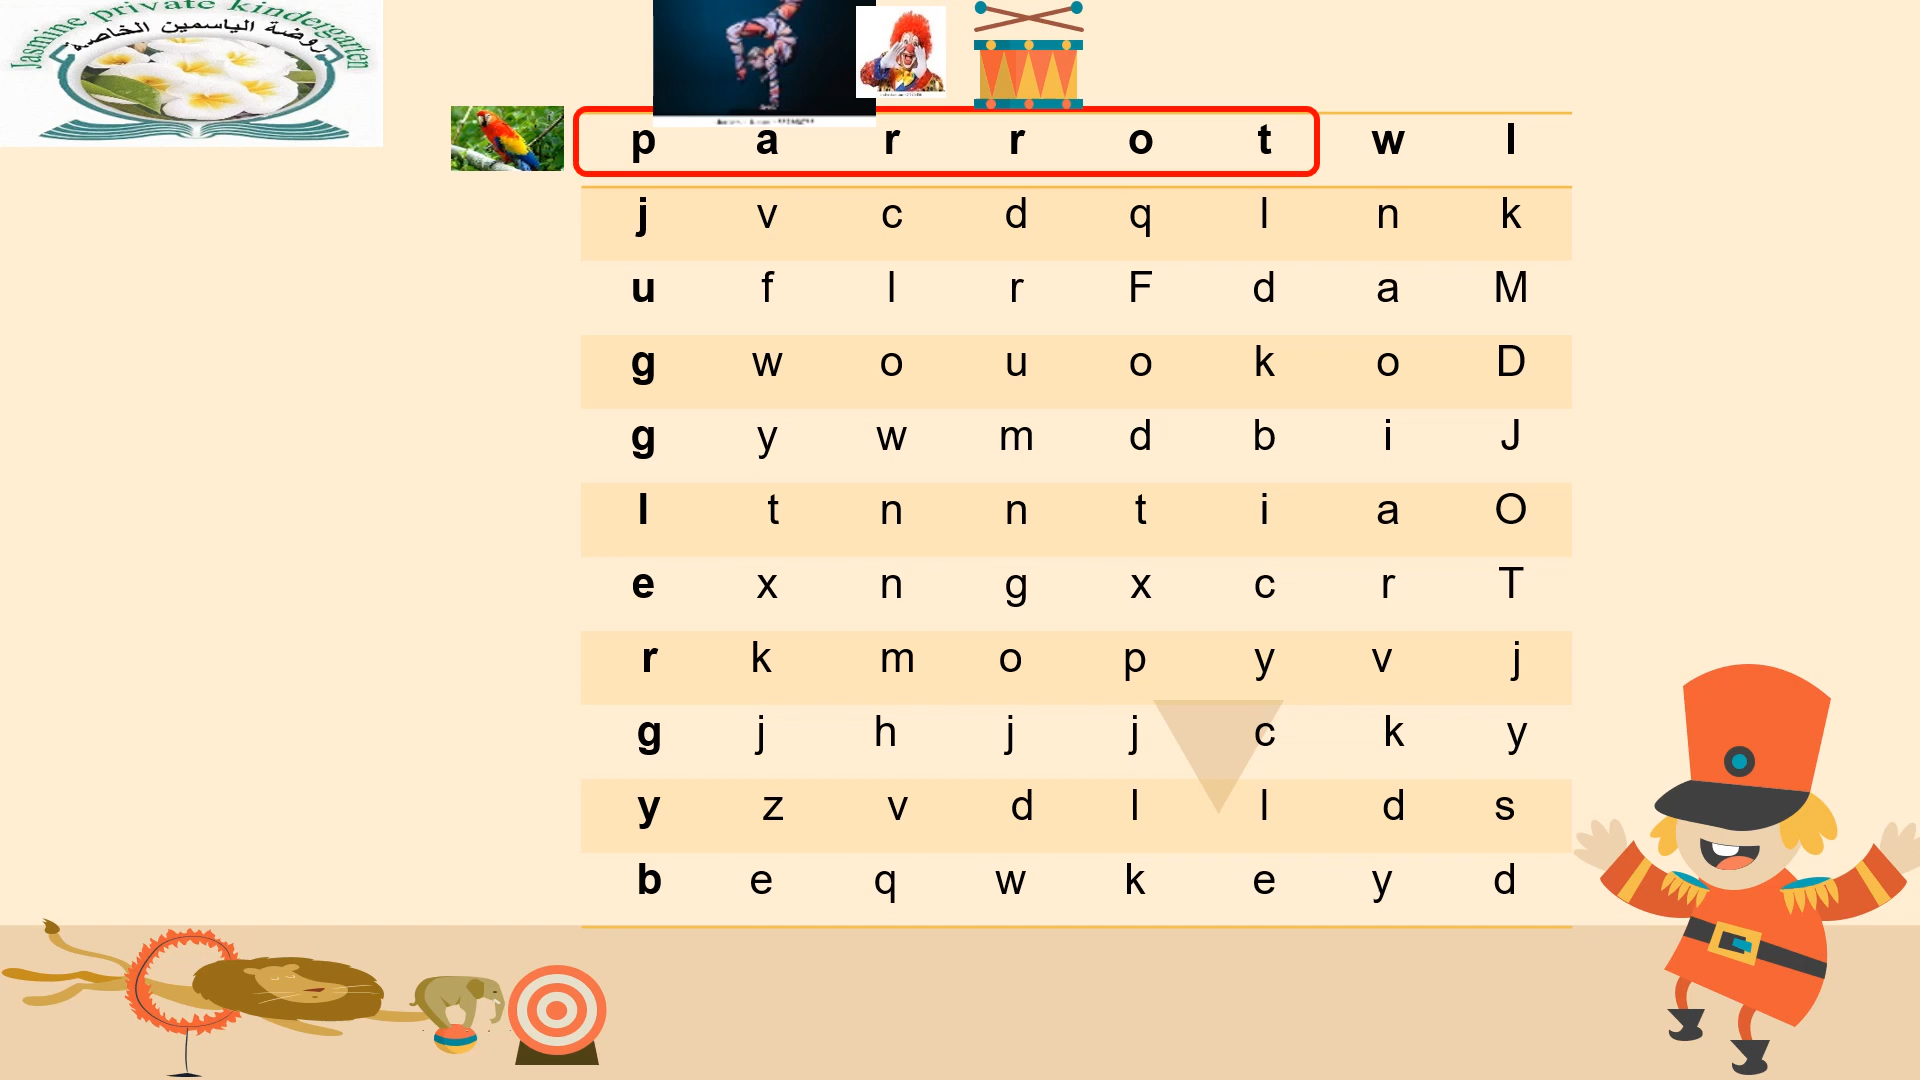 Jasmine private kindergarten
روضة الياسمين الخاصة
p a r r o t w l
j v c d q l n k
u f l r F d a M
g w o u o k o D
g y w m d b i J
l t n n t i a O
e x n g x c r T
r k m o p y v j
g j h j j c k y
y z v d l l d s
b e q w k e y d